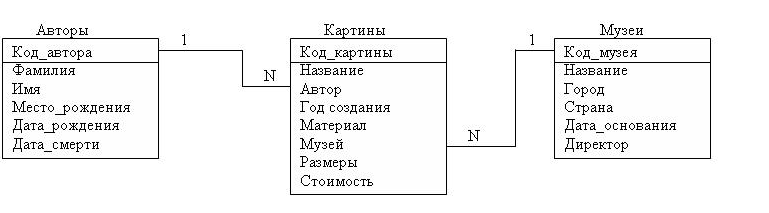 Авторы
Код_автора
Фамилия
Имя
Место_рождения
Дата_рождения
Дата_смерти
1
N
Картины
Код_картины
Название
Автор
Год создания
Материал
Музей
Размеры
Стоимость
1
N
Музеи
Код_музея
Название
Город
Страна
Дата_основания
Директор